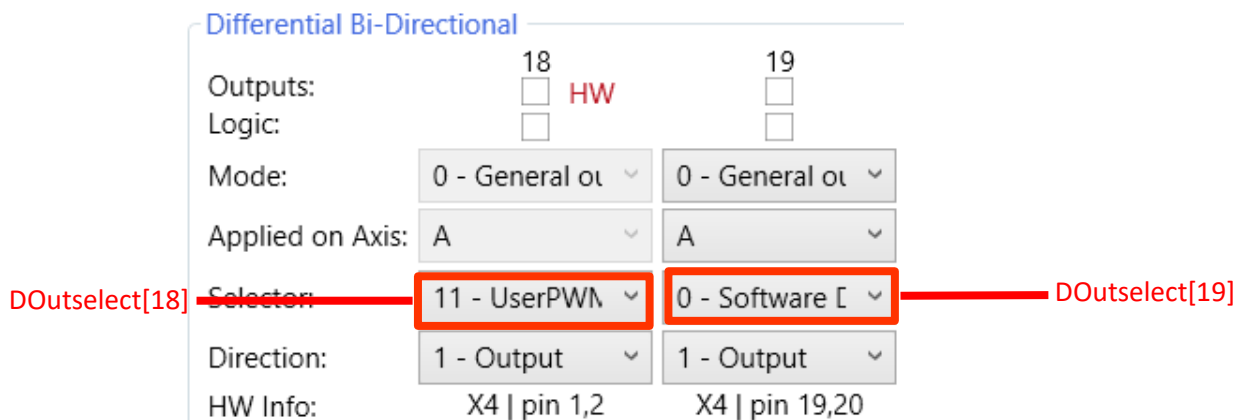 Differential Bi-Directional
18 19
Outputs: HW
Logic:
Mode: 0 - General ou 0 - General ou
Applied on Axis: A A
DOutselect[18] Selector: 11 - UserPWM 0 - Software D DOutselect[19]
Direction: 1 - Output 1 - Output
HW Info: X4 | pin 1,2 X4 | pin 19,20